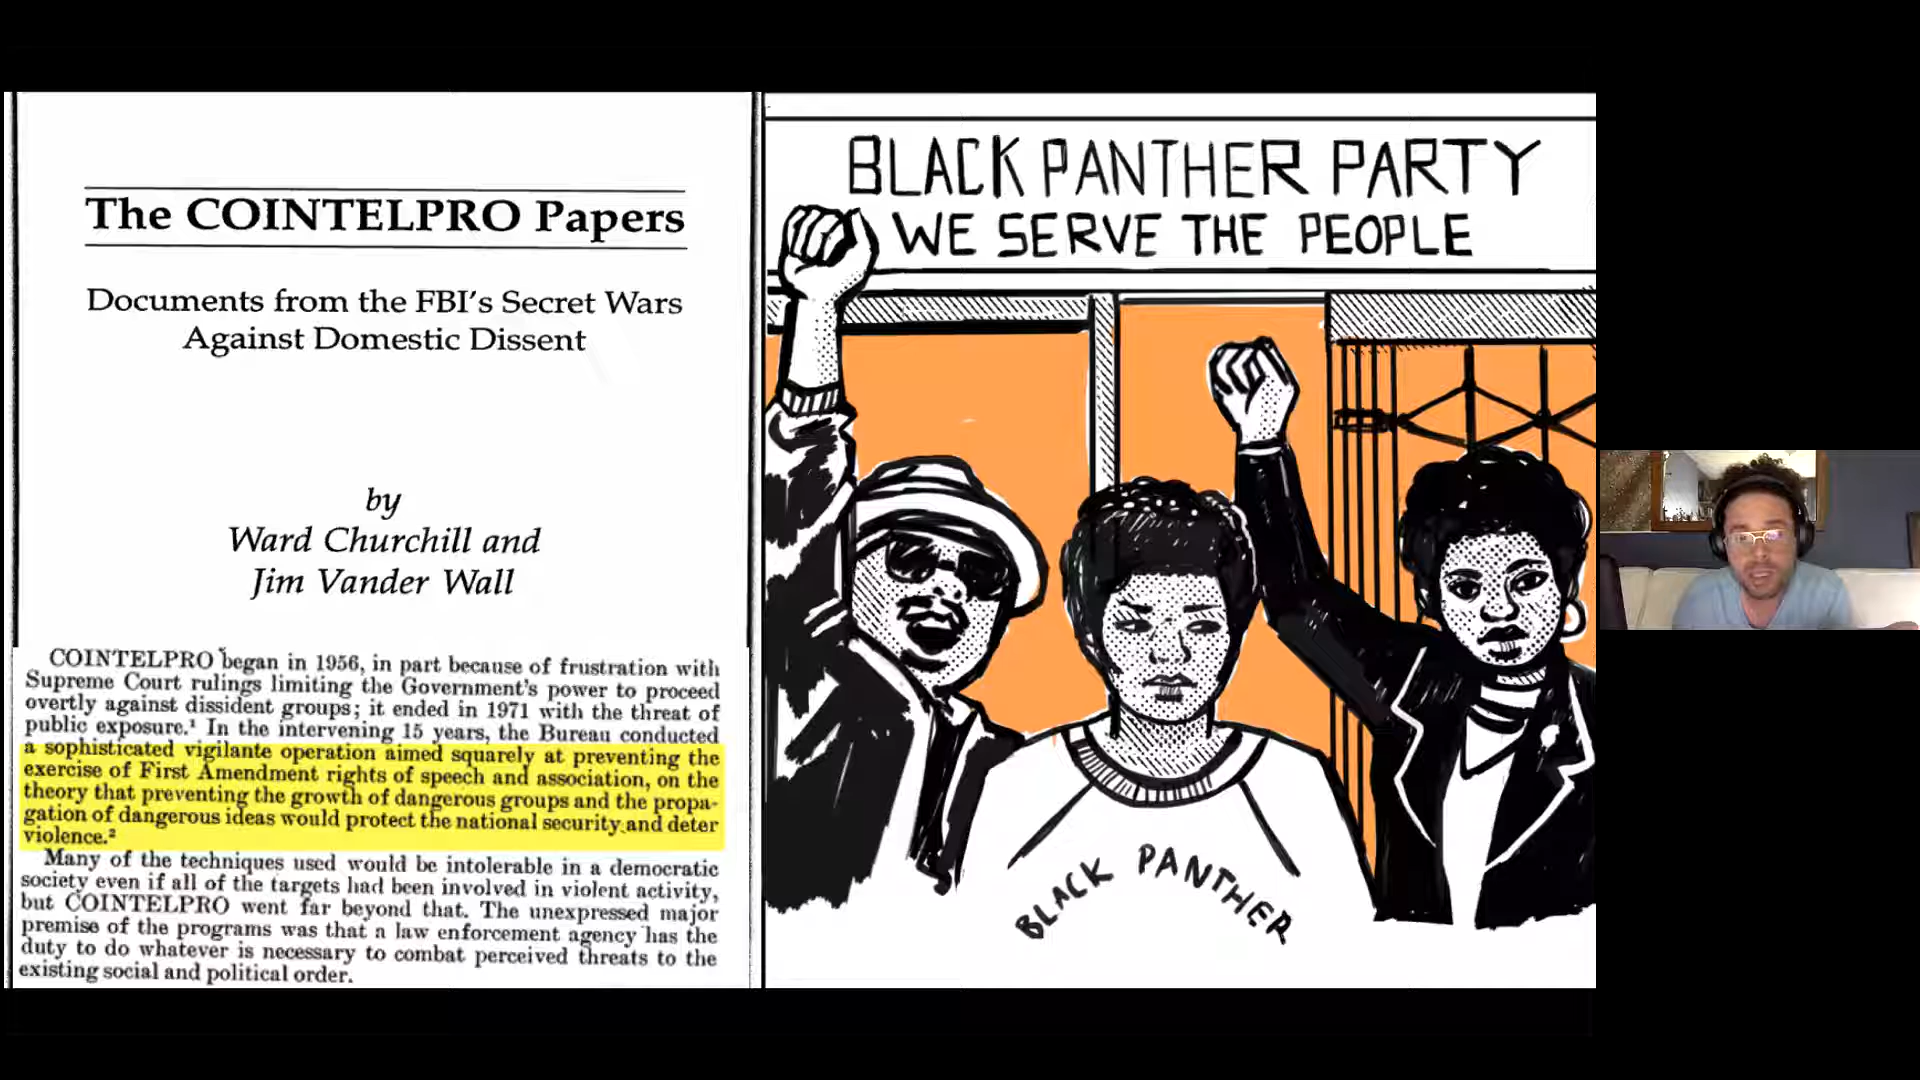 The COINTELPRO Papers
Documents from the FBI's Secret Wars
Against Domestic Dissent
by
Ward Churchill and
Jim Vander Wall
COINTELPRO began in 1956, in part because of frustration with
Supreme Court rulings limiting the Government's power to proceed
overtly against dissident groups; it ended in 1971 with the threat of
public exposure.¹ In the intervening 15 years, the Bureau conducted
a sophisticated vigilante operation aimed squarely at preventing the
exercise of First Amendment rights of speech and association, on the
theory that preventing the growth of dangerous groups and the propa-
gation of dangerous ideas would protect the national security and deter
violence.²
Many of the techniques used would be intolerable in a democratic
society even if all of the targets had been involved in violent activity,
but COINTELPRO went far beyond that. The unexpressed major
premise of the programs was that a law enforcement agency has the
duty to do whatever is necessary to combat perceived threats to the
existing social and political order.
BLACK PANTHER PARTY
WE SERVE THE PEOPLE
BLACK PANTHER